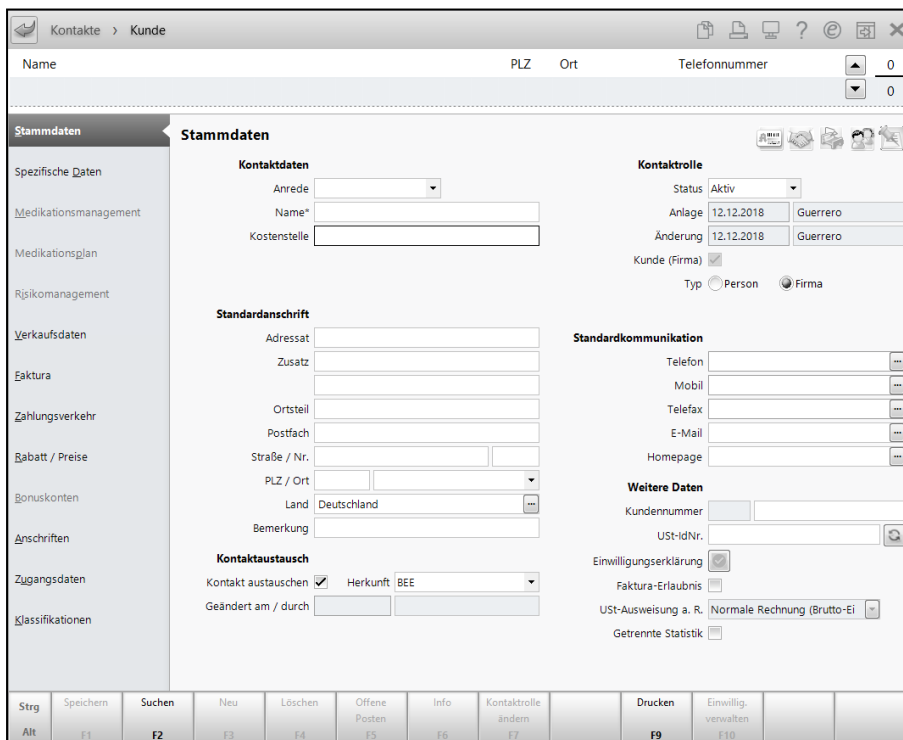 Kontakte > Kunde
Name PLZ Ort Telefonnummer 0
0
Stammdaten
Spezifische Daten
Medikationsmanagement
Medikationsplan
Risikomanagement
Verkaufsdaten
Faktura
Zahlungsverkehr
Rabatt / Preise
Bonuskonten
Anschriften
Zugangsdaten
Klassifikationen
Stammdaten
Kontaktdaten
Anrede
Name*
Kostenstelle
Kontaktrolle
Status Aktiv
Anlage 12.12.2018 Guerrero
Änderung 12.12.2018 Guerrero
Kunde (Firma)
Typ Person Firma
Standardanschrift
Adressat
Zusatz
Ortsteil
Postfach
Straße / Nr.
PLZ / Ort
Land Deutschland ...
Bemerkung
Standardkommunikation
Telefon ...
Mobil ...
Telefax ...
E-Mail ...
Homepage ...
Weitere Daten
Kundennummer
USt-IdNr.
Einwilligungserklärung
Faktura-Erlaubnis
USt-Ausweisung a. R. Normale Rechnung (Brutto-Ei
Getrennte Statistik
Kontaktaustausch
Kontakt austauschen Herkunft BEE
Geändert am / durch
Strg
Alt
Speichern
F1
Suchen
F2
Neu
F3
Löschen
F4
Offene
Posten
F5
Info
F6
Kontaktrolle
ändern
F7
Drucken
F9
Einwillig.
verwalten
F10